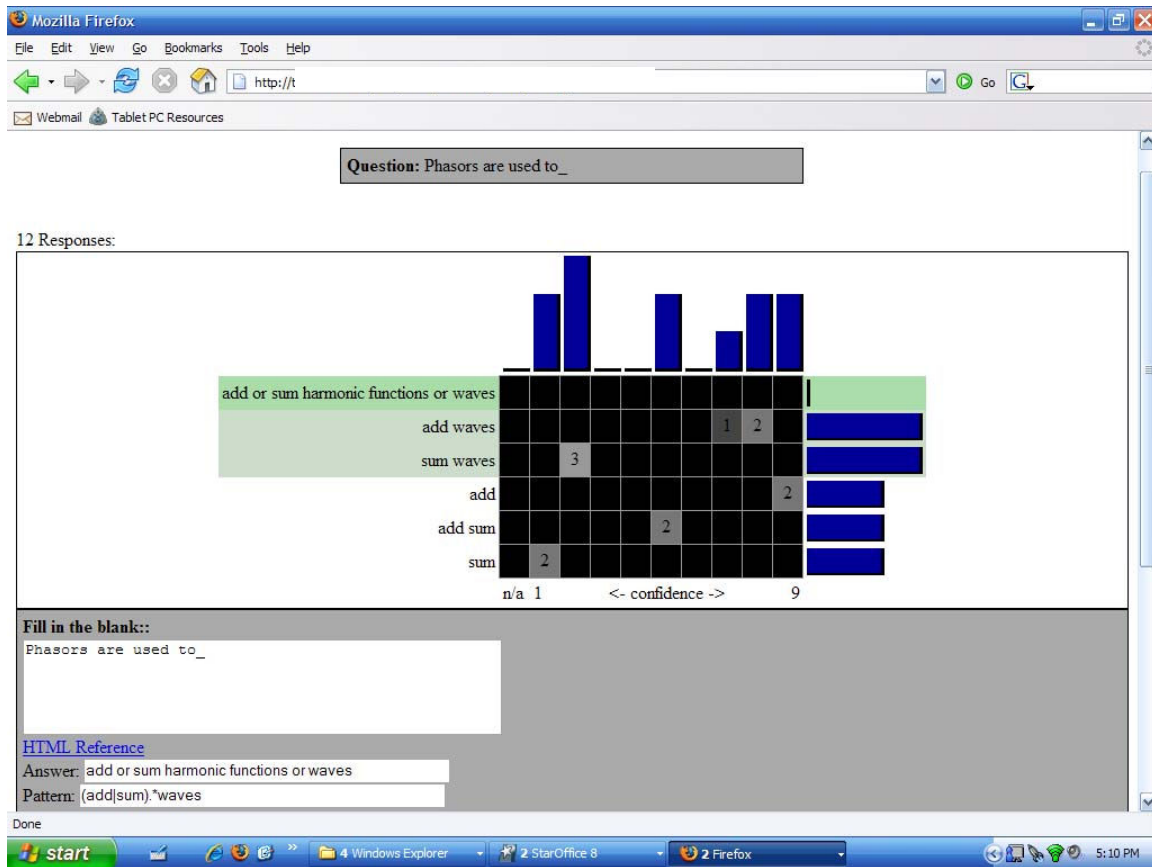 Mozilla Firefox
File Edit View Go Bookmarks Tools Help
http://t Go G
Webmail Tablet PC Resources
Question: Phasors are used to_
12 Responses:
add or sum harmonic functions or waves
add waves 1 2
sum waves 3
add 2
add sum 2
sum 2
n/a 1 <- confidence -> 9
Fill in the blank::
Phasors are used to_
HTML Reference
Answer: add or sum harmonic functions or waves
Pattern: (add|sum).*waves
Done
start » 4 Windows Explorer 2 StarOffice 8 2 Firefox 5:10 PM